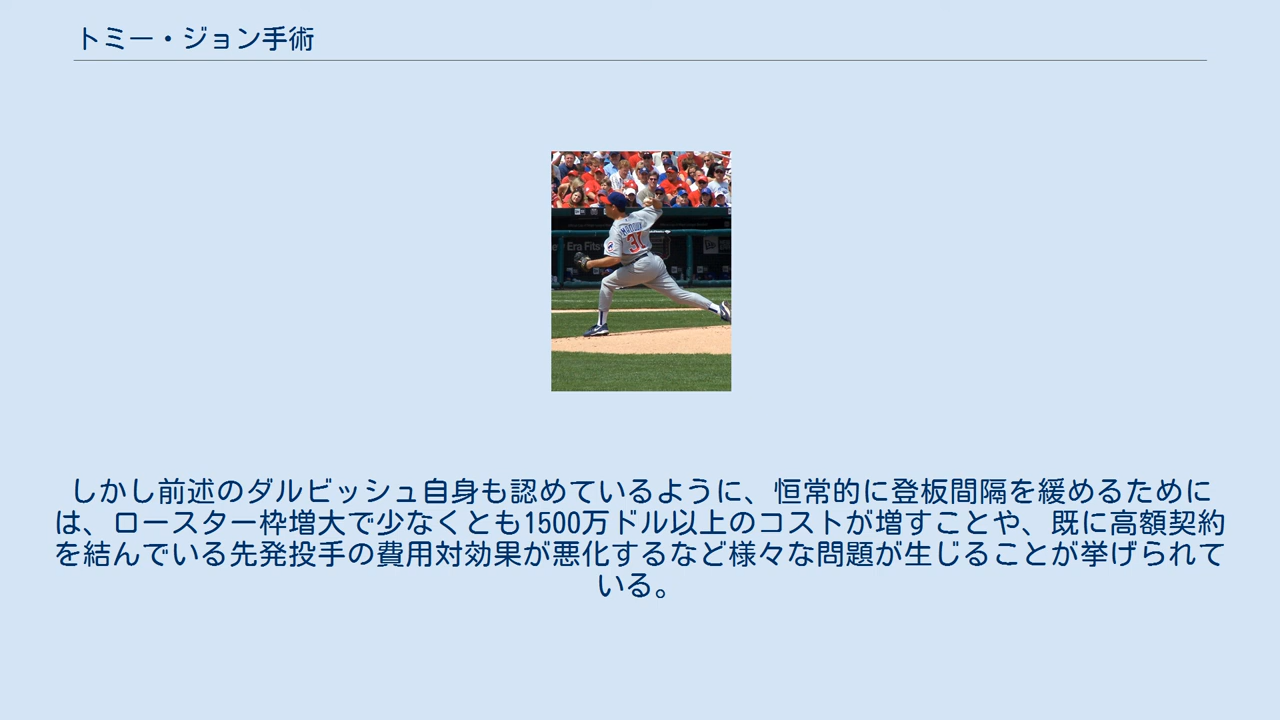 トミー・ジョン手術
MADDUX
31
Era Fits
しかし前述のダルビッシュ自身も認めているように、恒常的に登板間隔を緩めるために
は、ロースター枠増大で少なくとも1500万ドル以上のコストが増すことや、既に高額契約
を結んでいる先発投手の費用対効果が悪化するなど様々な問題が生じることが挙げられて
いる。